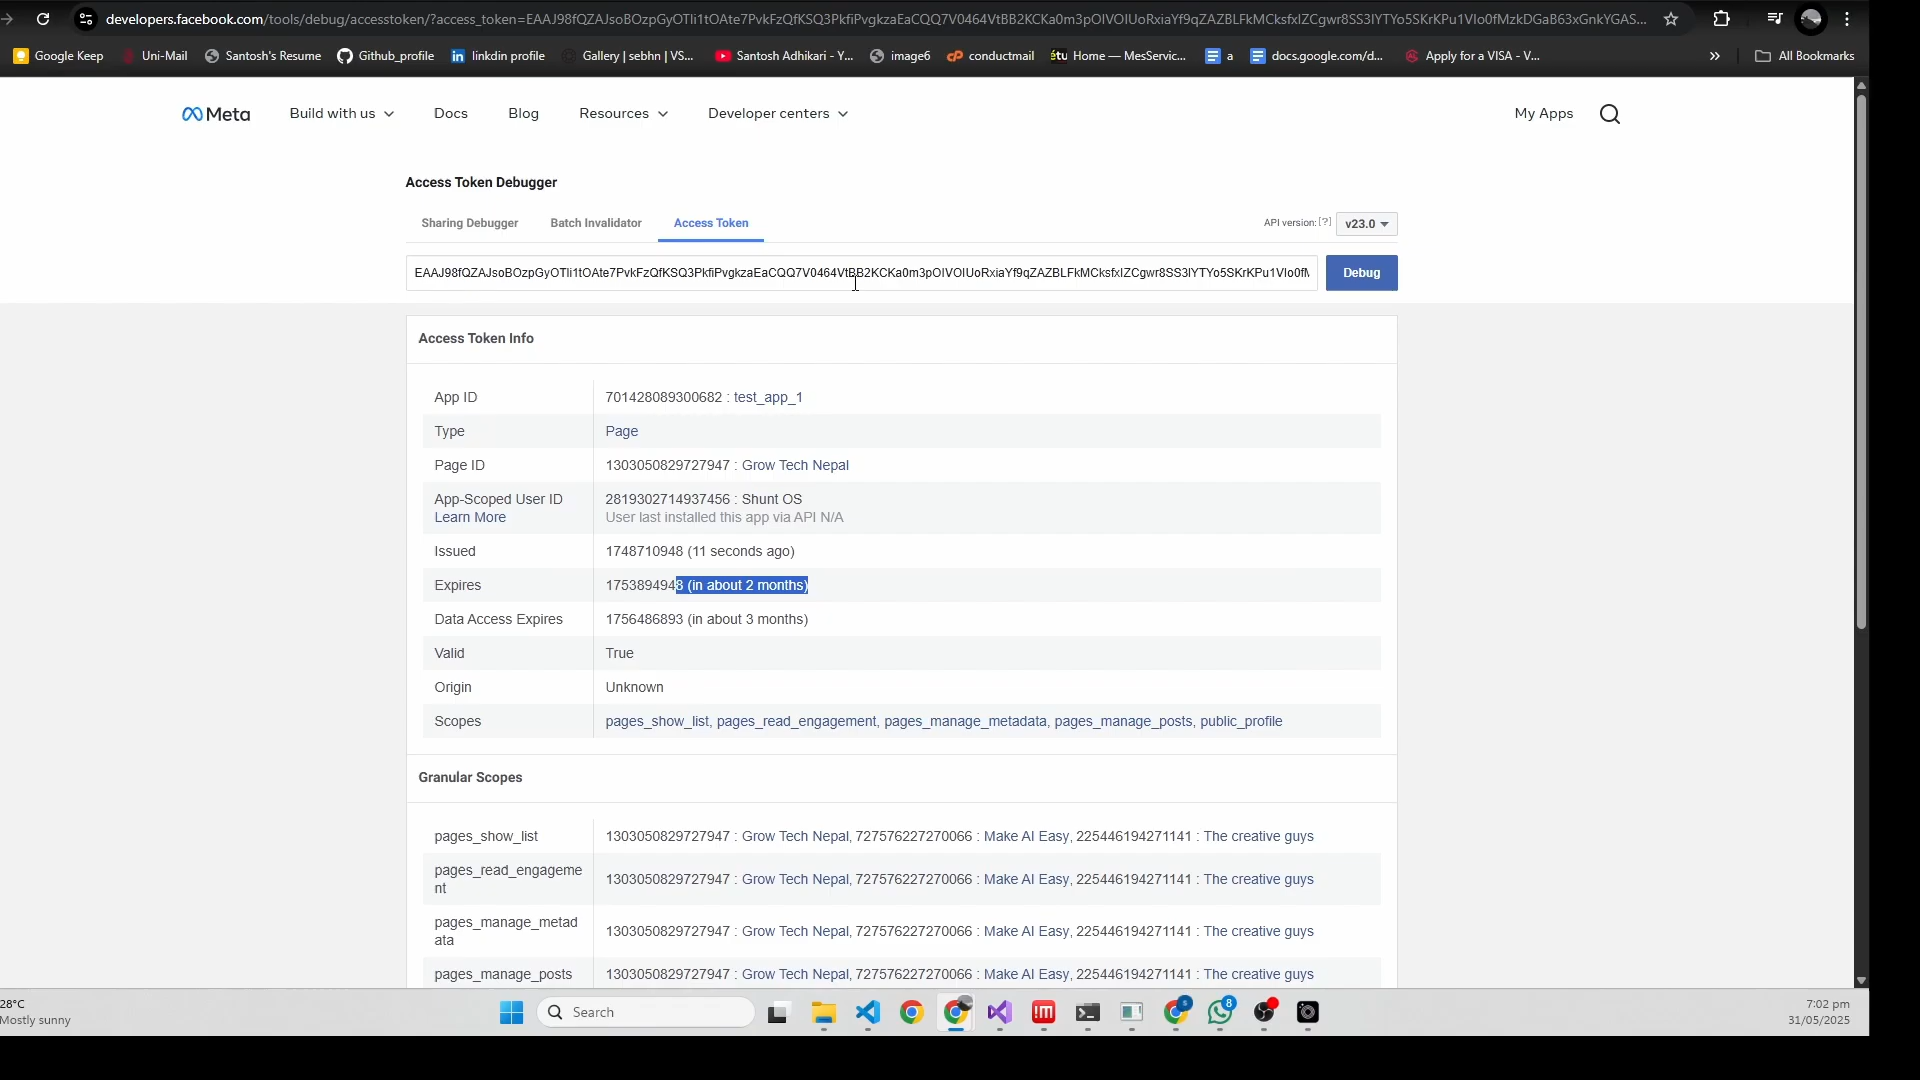 developers.facebook.com/tools/debug/accesstoken/?access_token=EAAJ98fQZAJsoBOzpGyOTli1tOAte7PvkFzQfKSQ3PkfiPvgkzaEaCQQ7V0464VtBB2KCKa0m3pOIVOIUoRxiaYf9qZAZBLFkMCksfxIZCgwr8SS3lYTYo5SKrKPu1VIo0fMzkDGaB63xGnkYGAS...
Google Keep Uni-Mail Santosh's Resume Github_profile linkdin profile Gallery | sebhn | VS... Santosh Adhikari - Y... image6 conductmail Home — MesServic... a docs.google.com/d... Apply for a VISA - V... » All Bookmarks
Meta Build with us Docs Blog Resources Developer centers My Apps
Access Token Debugger
Sharing Debugger Batch Invalidator Access Token API version:[?] v23.0
EAAJ98fQZAJsoBOzpGyOTli1tOAte7PvkFzQfKSQ3PkfiPvgkzaEaCQQ7V0464VtBB2KCKa0m3pOIVOIUoRxiaYf9qZAZBLFkMCksfxIZCgwr8SS3lYTYo5SKrKPu1VIo0fM Debug
Access Token Info
App ID 701428089300682 : test_app_1
Type Page
Page ID 1303050829727947 : Grow Tech Nepal
App-Scoped User ID 2819302714937456 : Shunt OS
Learn More User last installed this app via API N/A
Issued 1748710948 (11 seconds ago)
Expires 1753894948 (in about 2 months)
Data Access Expires 1756486893 (in about 3 months)
Valid True
Origin Unknown
Scopes pages_show_list, pages_read_engagement, pages_manage_metadata, pages_manage_posts, public_profile
Granular Scopes
pages_show_list 1303050829727947 : Grow Tech Nepal, 727576227270066 : Make AI Easy, 225446194271141 : The creative guys
pages_read_engageme
nt 1303050829727947 : Grow Tech Nepal, 727576227270066 : Make AI Easy, 225446194271141 : The creative guys
pages_manage_metad
ata 1303050829727947 : Grow Tech Nepal, 727576227270066 : Make AI Easy, 225446194271141 : The creative guys
pages_manage_posts 1303050829727947 : Grow Tech Nepal, 727576227270066 : Make AI Easy, 225446194271141 : The creative guys
28°C
Mostly sunny
Search
8
7:02 pm
31/05/2025